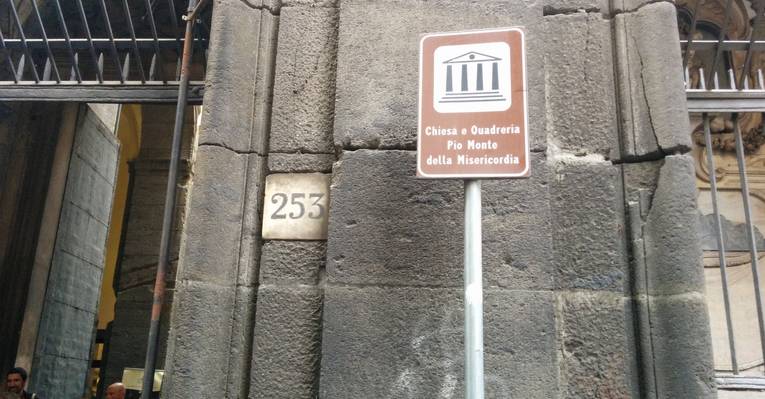 Chiesa e Quadreria
Pio Monte
della Misericordia
253